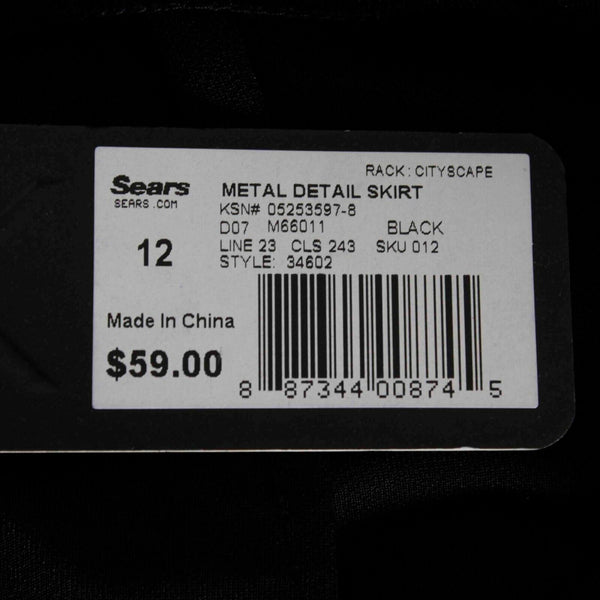 RACK: CITYSCAPE
Sears
SEARS.COM
METAL DETAIL SKIRT
KSN# 05253597-8
D07 M66011 BLACK
LINE 23 CLS 243 SKU 012
STYLE: 34602
12
Made In China
$59.00
8 87344 00874 5